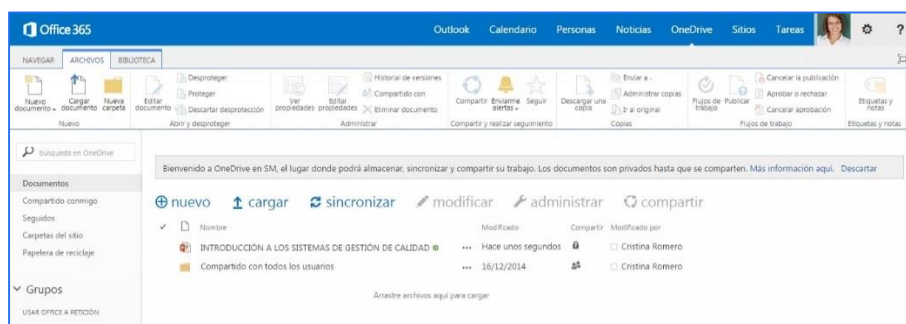 Office 365
Outlook Calendario Personas Noticias OneDrive Sitios Tareas ?
NAVEGAR ARCHIVOS BIBLIOTECA
Nuevo documento Cargar documento Nueva carpeta
Nuevo
Editar documento Desproteger
Proteger
Descartar desprotección
Abrir y desproteger
Ver propiedades Editar propiedades Historial de versiones
Compartido con
Eliminar documento
Administrar
Compartir Enviarme alertas Seguir
Compartir y realizar seguimiento
Descargar una copia Enviar a
Administrar copias
Ir al original
Copias
Flujos de trabajo Publicar Cancelar la publicación
Aprobar o rechazar
Cancelar aprobación
Flujos de trabajo
Etiquetas y notas
Etiquetas y notas
búsqueda en OneDrive
Bienvenido a OneDrive en SM, el lugar donde podrá almacenar, sincronizar y compartir su trabajo. Los documentos son privados hasta que se comparten. Más información aquí. Descartar
Documentos
Compartido conmigo
Seguidos
Carpetas del sitio
Papelera de reciclaje
Grupos
USAR OFFICE A PETICIÓN
nuevo cargar sincronizar modificar administrar compartir
Nombre Modificado Compartir Modificado por
INTRODUCCIÓN A LOS SISTEMAS DE GESTIÓN DE CALIDAD ... Hace unos segundos Cristina Romero
Compartido con todos los usuarios ... 16/12/2014 Cristina Romero
Arrastre archivos aquí para cargar